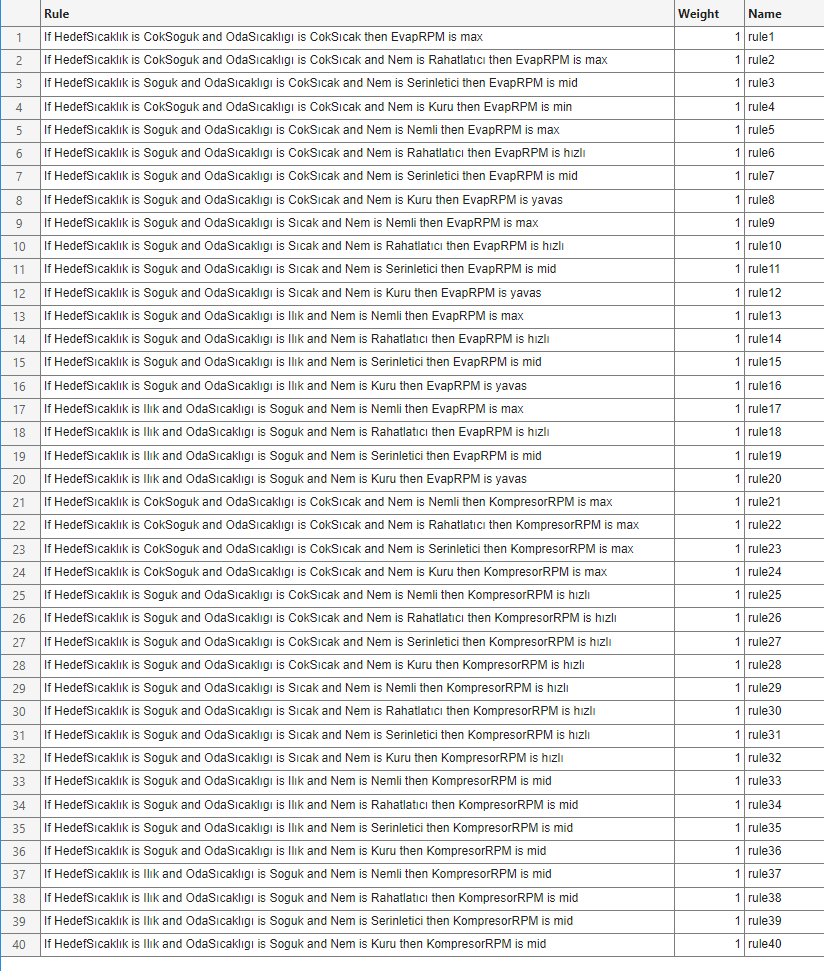 Rule Weight Name
1 If HedefSıcaklık is CokSoguk and OdaSıcaklıgı is CokSıcak then EvapRPM is max 1 rule1
2 If HedefSıcaklık is CokSoguk and OdaSıcaklıgı is CokSıcak and Nem is Rahatlatıcı then EvapRPM is max 1 rule2
3 If HedefSıcaklık is Soguk and OdaSıcaklıgı is CokSıcak and Nem is Serinletici then EvapRPM is mid 1 rule3
4 If HedefSıcaklık is CokSoguk and OdaSıcaklıgı is CokSıcak and Nem is Kuru then EvapRPM is min 1 rule4
5 If HedefSıcaklık is Soguk and OdaSıcaklıgı is CokSıcak and Nem is Nemli then EvapRPM is max 1 rule5
6 If HedefSıcaklık is Soguk and OdaSıcaklıgı is CokSıcak and Nem is Rahatlatıcı then EvapRPM is hızlı 1 rule6
7 If HedefSıcaklık is Soguk and OdaSıcaklıgı is CokSıcak and Nem is Serinletici then EvapRPM is mid 1 rule7
8 If HedefSıcaklık is Soguk and OdaSıcaklıgı is CokSıcak and Nem is Kuru then EvapRPM is yavas 1 rule8
9 If HedefSıcaklık is Soguk and OdaSıcaklıgı is Sıcak and Nem is Nemli then EvapRPM is max 1 rule9
10 If HedefSıcaklık is Soguk and OdaSıcaklıgı is Sıcak and Nem is Rahatlatıcı then EvapRPM is hızlı 1 rule10
11 If HedefSıcaklık is Soguk and OdaSıcaklıgı is Sıcak and Nem is Serinletici then EvapRPM is mid 1 rule11
12 If HedefSıcaklık is Soguk and OdaSıcaklıgı is Sıcak and Nem is Kuru then EvapRPM is yavas 1 rule12
13 If HedefSıcaklık is Soguk and OdaSıcaklıgı is Ilık and Nem is Nemli then EvapRPM is max 1 rule13
14 If HedefSıcaklık is Soguk and OdaSıcaklıgı is Ilık and Nem is Rahatlatıcı then EvapRPM is hızlı 1 rule14
15 If HedefSıcaklık is Soguk and OdaSıcaklıgı is Ilık and Nem is Serinletici then EvapRPM is mid 1 rule15
16 If HedefSıcaklık is Soguk and OdaSıcaklıgı is Ilık and Nem is Kuru then EvapRPM is yavas 1 rule16
17 If HedefSıcaklık is Ilık and OdaSıcaklıgı is Soguk and Nem is Nemli then EvapRPM is max 1 rule17
18 If HedefSıcaklık is Ilık and OdaSıcaklıgı is Soguk and Nem is Rahatlatıcı then EvapRPM is hızlı 1 rule18
19 If HedefSıcaklık is Ilık and OdaSıcaklıgı is Soguk and Nem is Serinletici then EvapRPM is mid 1 rule19
20 If HedefSıcaklık is Ilık and OdaSıcaklıgı is Soguk and Nem is Kuru then EvapRPM is yavas 1 rule20
21 If HedefSıcaklık is CokSoguk and OdaSıcaklıgı is CokSıcak and Nem is Nemli then KompresorRPM is max 1 rule21
22 If HedefSıcaklık is CokSoguk and OdaSıcaklıgı is CokSıcak and Nem is Rahatlatıcı then KompresorRPM is max 1 rule22
23 If HedefSıcaklık is CokSoguk and OdaSıcaklıgı is CokSıcak and Nem is Serinletici then KompresorRPM is max 1 rule23
24 If HedefSıcaklık is CokSoguk and OdaSıcaklıgı is CokSıcak and Nem is Kuru then KompresorRPM is max 1 rule24
25 If HedefSıcaklık is Soguk and OdaSıcaklıgı is CokSıcak and Nem is Nemli then KompresorRPM is hızlı 1 rule25
26 If HedefSıcaklık is Soguk and OdaSıcaklıgı is CokSıcak and Nem is Rahatlatıcı then KompresorRPM is hızlı 1 rule26
27 If HedefSıcaklık is Soguk and OdaSıcaklıgı is CokSıcak and Nem is Serinletici then KompresorRPM is hızlı 1 rule27
28 If HedefSıcaklık is Soguk and OdaSıcaklıgı is CokSıcak and Nem is Kuru then KompresorRPM is hızlı 1 rule28
29 If HedefSıcaklık is Soguk and OdaSıcaklıgı is Sıcak and Nem is Nemli then KompresorRPM is hızlı 1 rule29
30 If HedefSıcaklık is Soguk and OdaSıcaklıgı is Sıcak and Nem is Rahatlatıcı then KompresorRPM is hızlı 1 rule30
31 If HedefSıcaklık is Soguk and OdaSıcaklıgı is Sıcak and Nem is Serinletici then KompresorRPM is hızlı 1 rule31
32 If HedefSıcaklık is Soguk and OdaSıcaklıgı is Sıcak and Nem is Kuru then KompresorRPM is hızlı 1 rule32
33 If HedefSıcaklık is Soguk and OdaSıcaklıgı is Ilık and Nem is Nemli then KompresorRPM is mid 1 rule33
34 If HedefSıcaklık is Soguk and OdaSıcaklıgı is Ilık and Nem is Rahatlatıcı then KompresorRPM is mid 1 rule34
35 If HedefSıcaklık is Soguk and OdaSıcaklıgı is Ilık and Nem is Serinletici then KompresorRPM is mid 1 rule35
36 If HedefSıcaklık is Soguk and OdaSıcaklıgı is Ilık and Nem is Kuru then KompresorRPM is mid 1 rule36
37 If HedefSıcaklık is Ilık and OdaSıcaklıgı is Soguk and Nem is Nemli then KompresorRPM is mid 1 rule37
38 If HedefSıcaklık is Ilık and OdaSıcaklıgı is Soguk and Nem is Rahatlatıcı then KompresorRPM is mid 1 rule38
39 If HedefSıcaklık is Ilık and OdaSıcaklıgı is Soguk and Nem is Serinletici then KompresorRPM is mid 1 rule39
40 If HedefSıcaklık is Ilık and OdaSıcaklıgı is Soguk and Nem is Kuru then KompresorRPM is mid 1 rule40